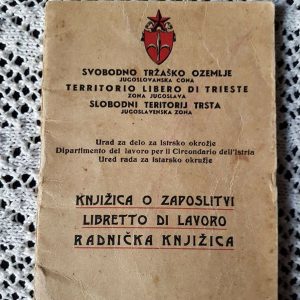 SVOBODNO TRŽAŠKO OZEMLJE
JUGOSLOVANSKA CONA
TERRITORIO LIBERO DI TRIESTE
ZONA JUGOSLAVA
SLOBODNI TERITORIJ TRSTA
JUGOSLAVENSKA ZONA
Urad za delo za Istrsko okrožje
Dipartimento del lavoro per il Circondario dell'Istria
Ured rada za Istarsko okružje
KNJIŽICA O ZAPOSLITVI
LIBRETTO DI LAVORO
RADNIČKA KNJIŽICA